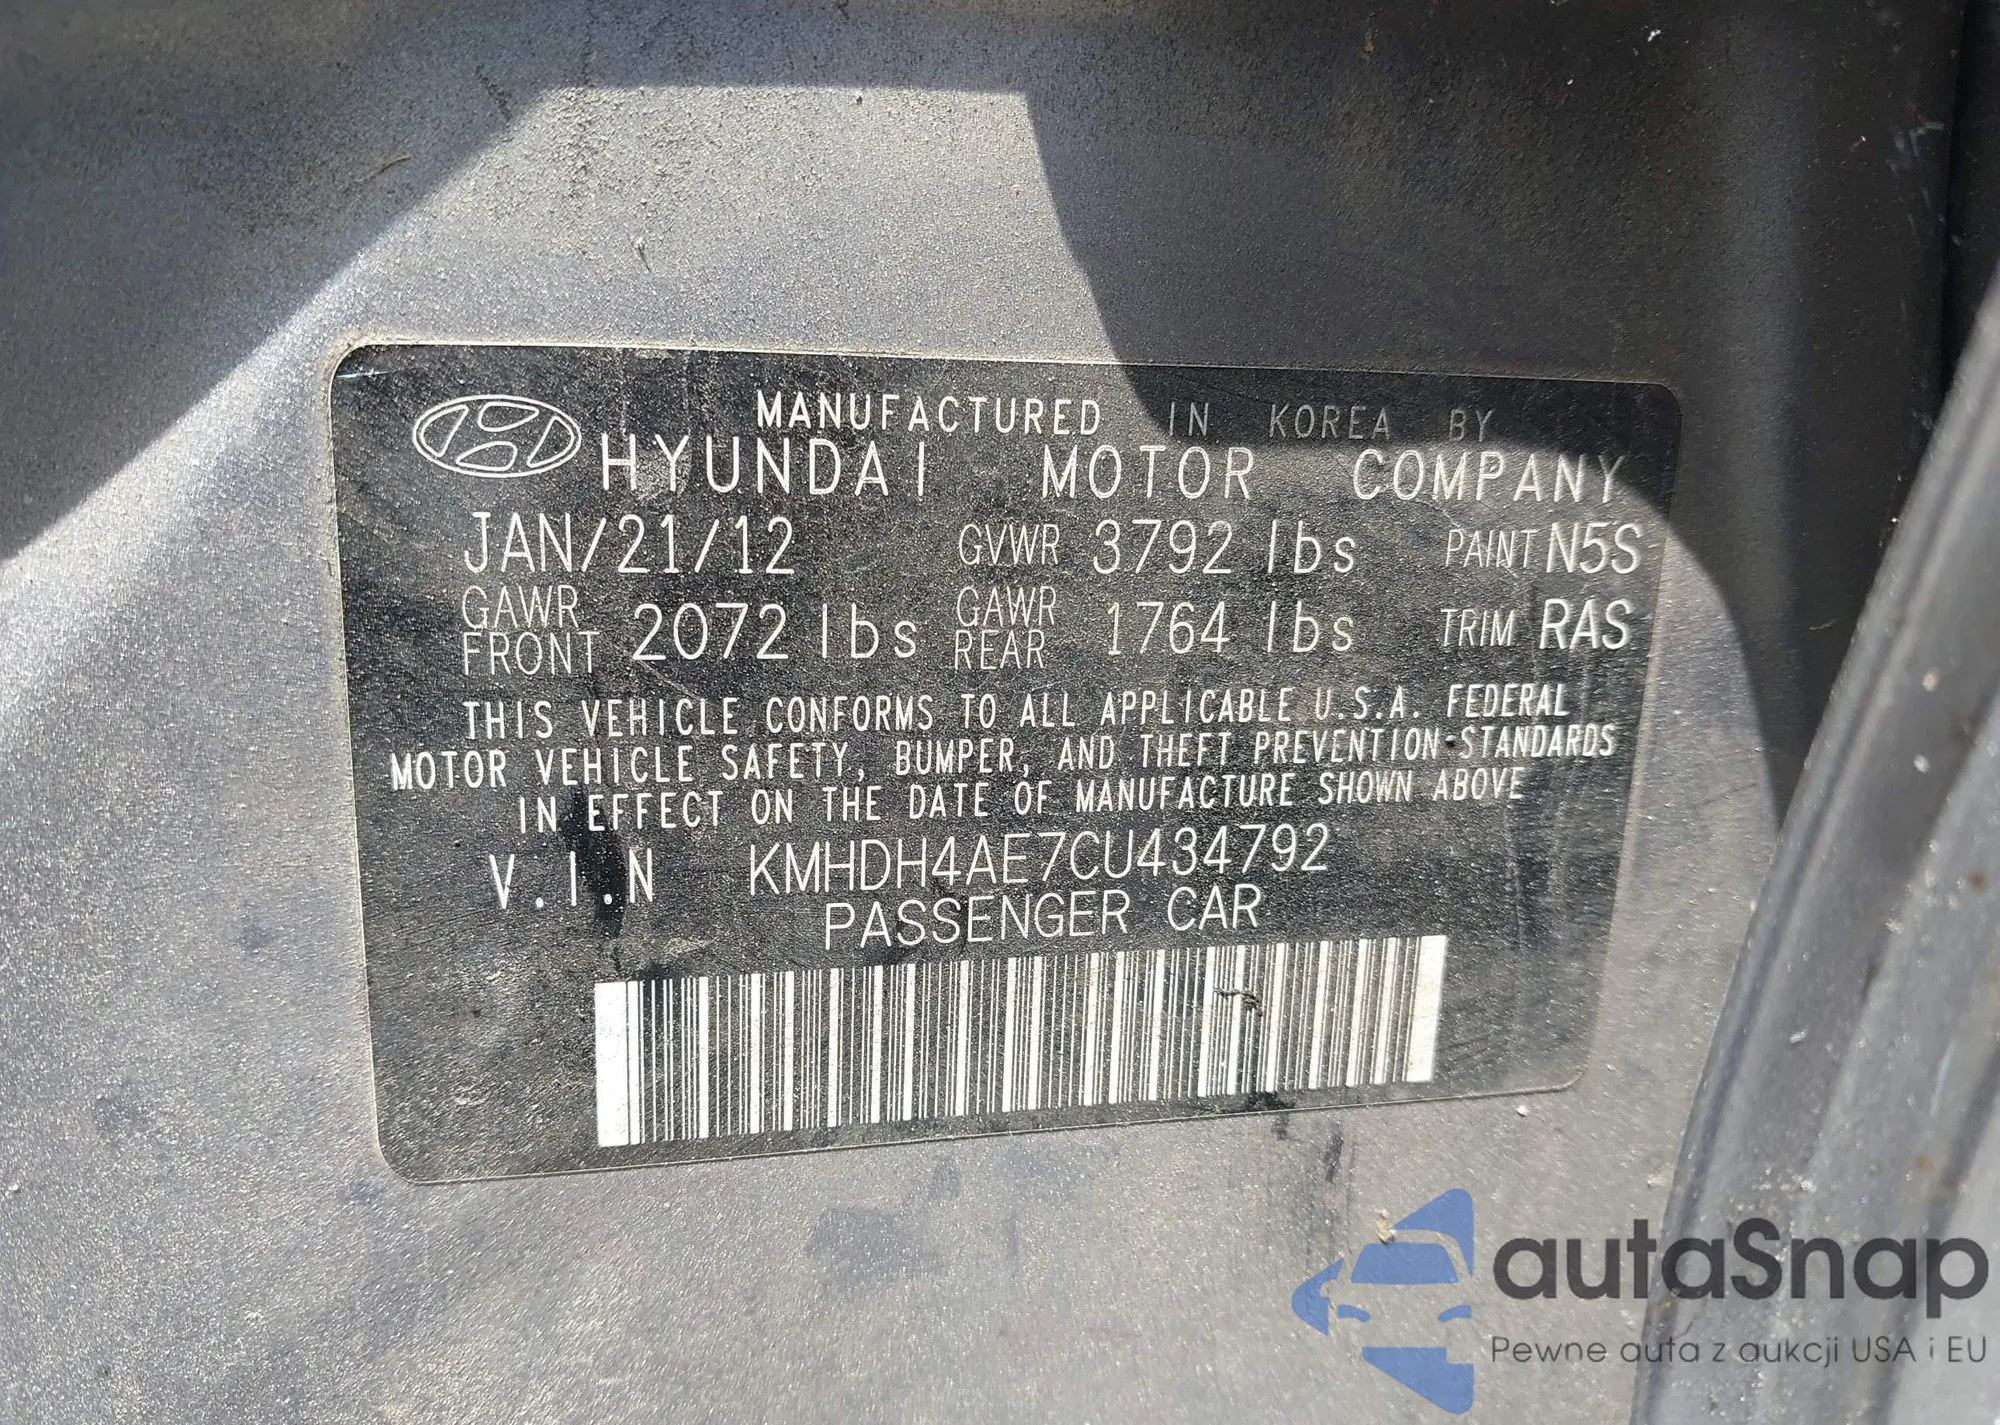 MANUFACTURED IN KOREA BY
HYUNDAI MOTOR COMPANY
JAN/21/12 GVWR 3792 lbs PAINT N5S
GAWR FRONT 2072 lbs GAWR REAR 1764 lbs TRIM RAS
THIS VEHICLE CONFORMS TO ALL APPLICABLE U.S.A. FEDERAL
MOTOR VEHICLE SAFETY, BUMPER, AND THEFT PREVENTION STANDARDS
IN EFFECT ON THE DATE OF MANUFACTURE SHOWN ABOVE
V.I.N KMHDH4AE7CU434792
PASSENGER CAR
autaSnap
Pewne auta z aukcji USA i EU